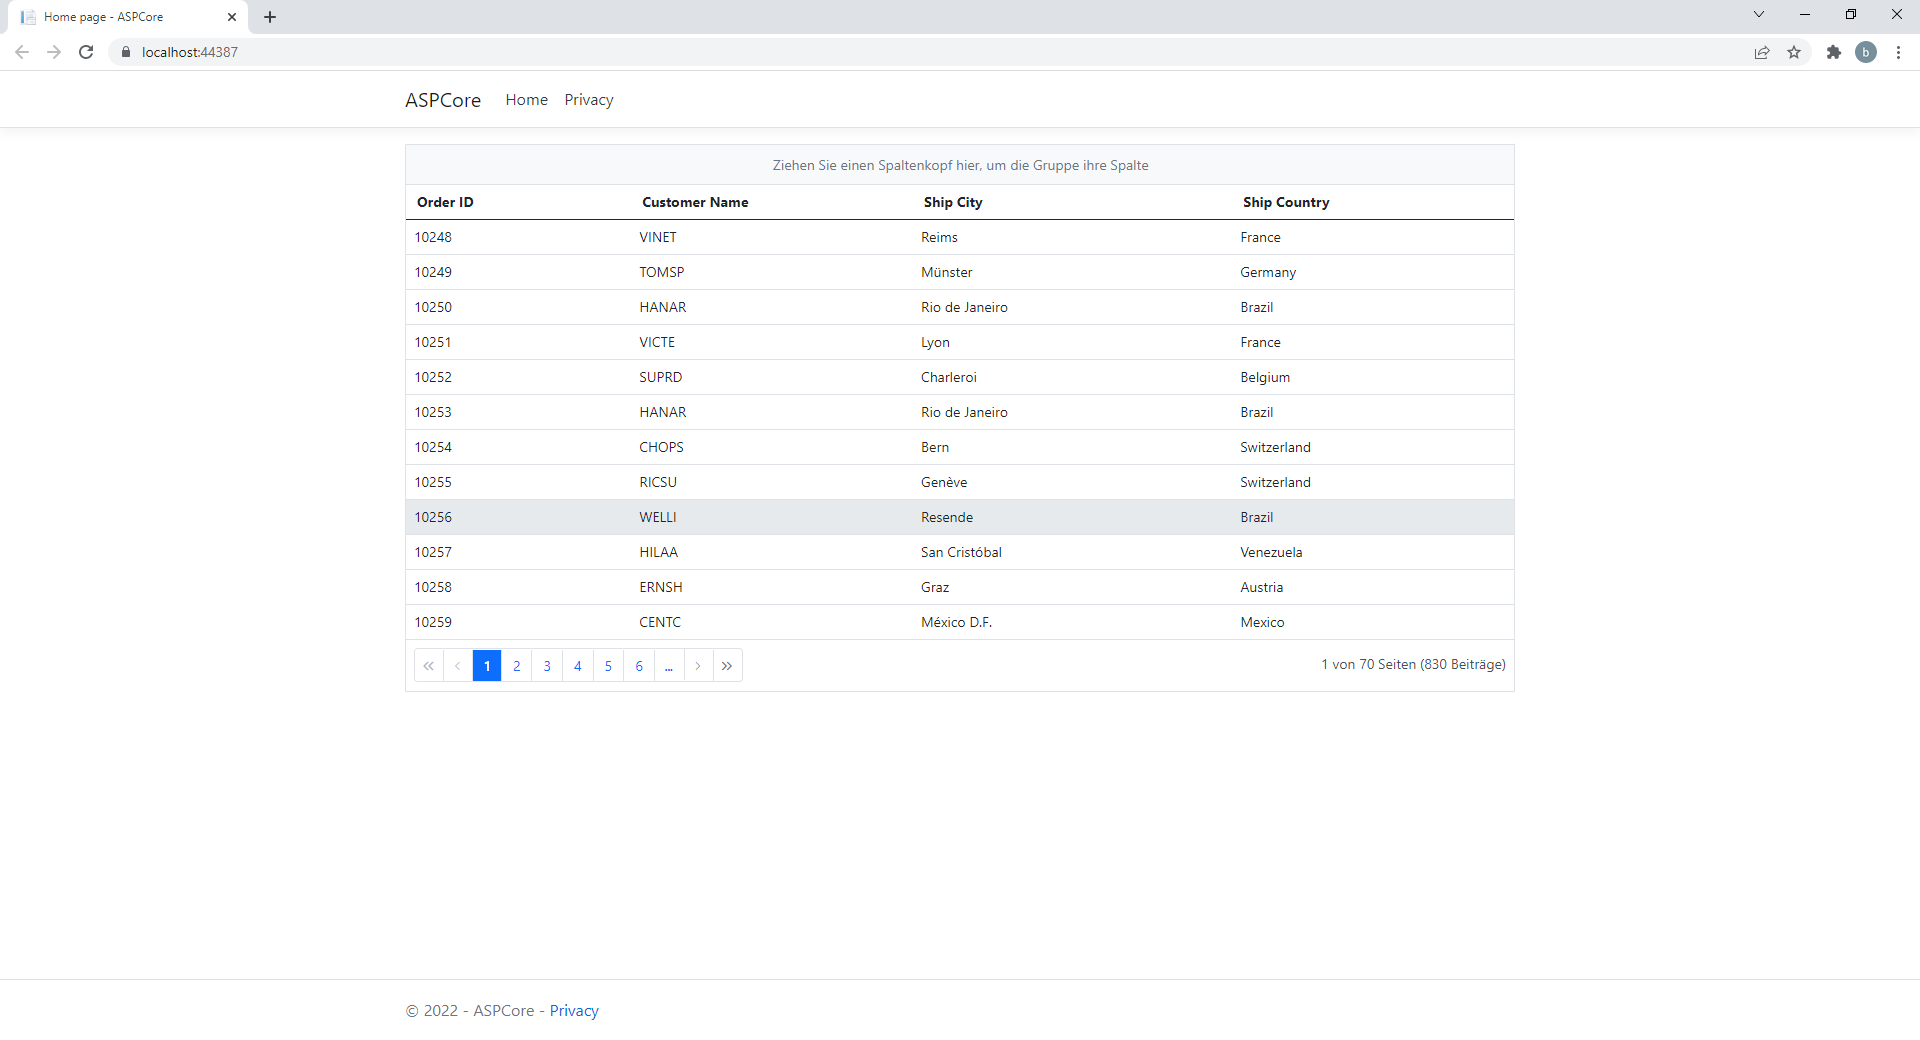 Home page - ASPCore
localhost:44387
b
ASPCore Home Privacy
Ziehen Sie einen Spaltenkopf hier, um die Gruppe ihre Spalte
Order ID Customer Name Ship City Ship Country
10248 VINET Reims France
10249 TOMSP Münster Germany
10250 HANAR Rio de Janeiro Brazil
10251 VICTE Lyon France
10252 SUPRD Charleroi Belgium
10253 HANAR Rio de Janeiro Brazil
10254 CHOPS Bern Switzerland
10255 RICSU Genève Switzerland
10256 WELLI Resende Brazil
10257 HILAA San Cristóbal Venezuela
10258 ERNSH Graz Austria
10259 CENTC México D.F. Mexico
1 2 3 4 5 6 ... 1 von 70 Seiten (830 Beiträge)
© 2022 - ASPCore - Privacy